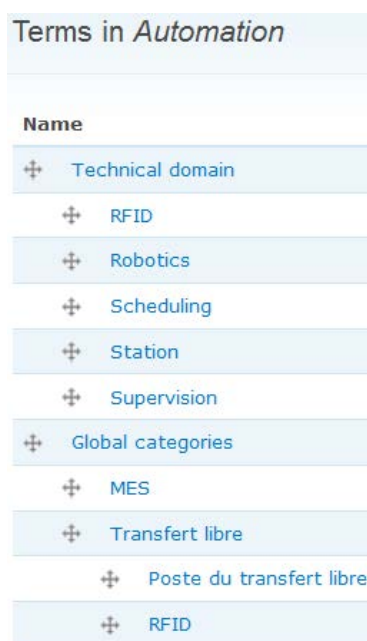 Terms in Automation
Name
Technical domain
RFID
Robotics
Scheduling
Station
Supervision
Global categories
MES
Transfert libre
Poste du transfert libre
RFID